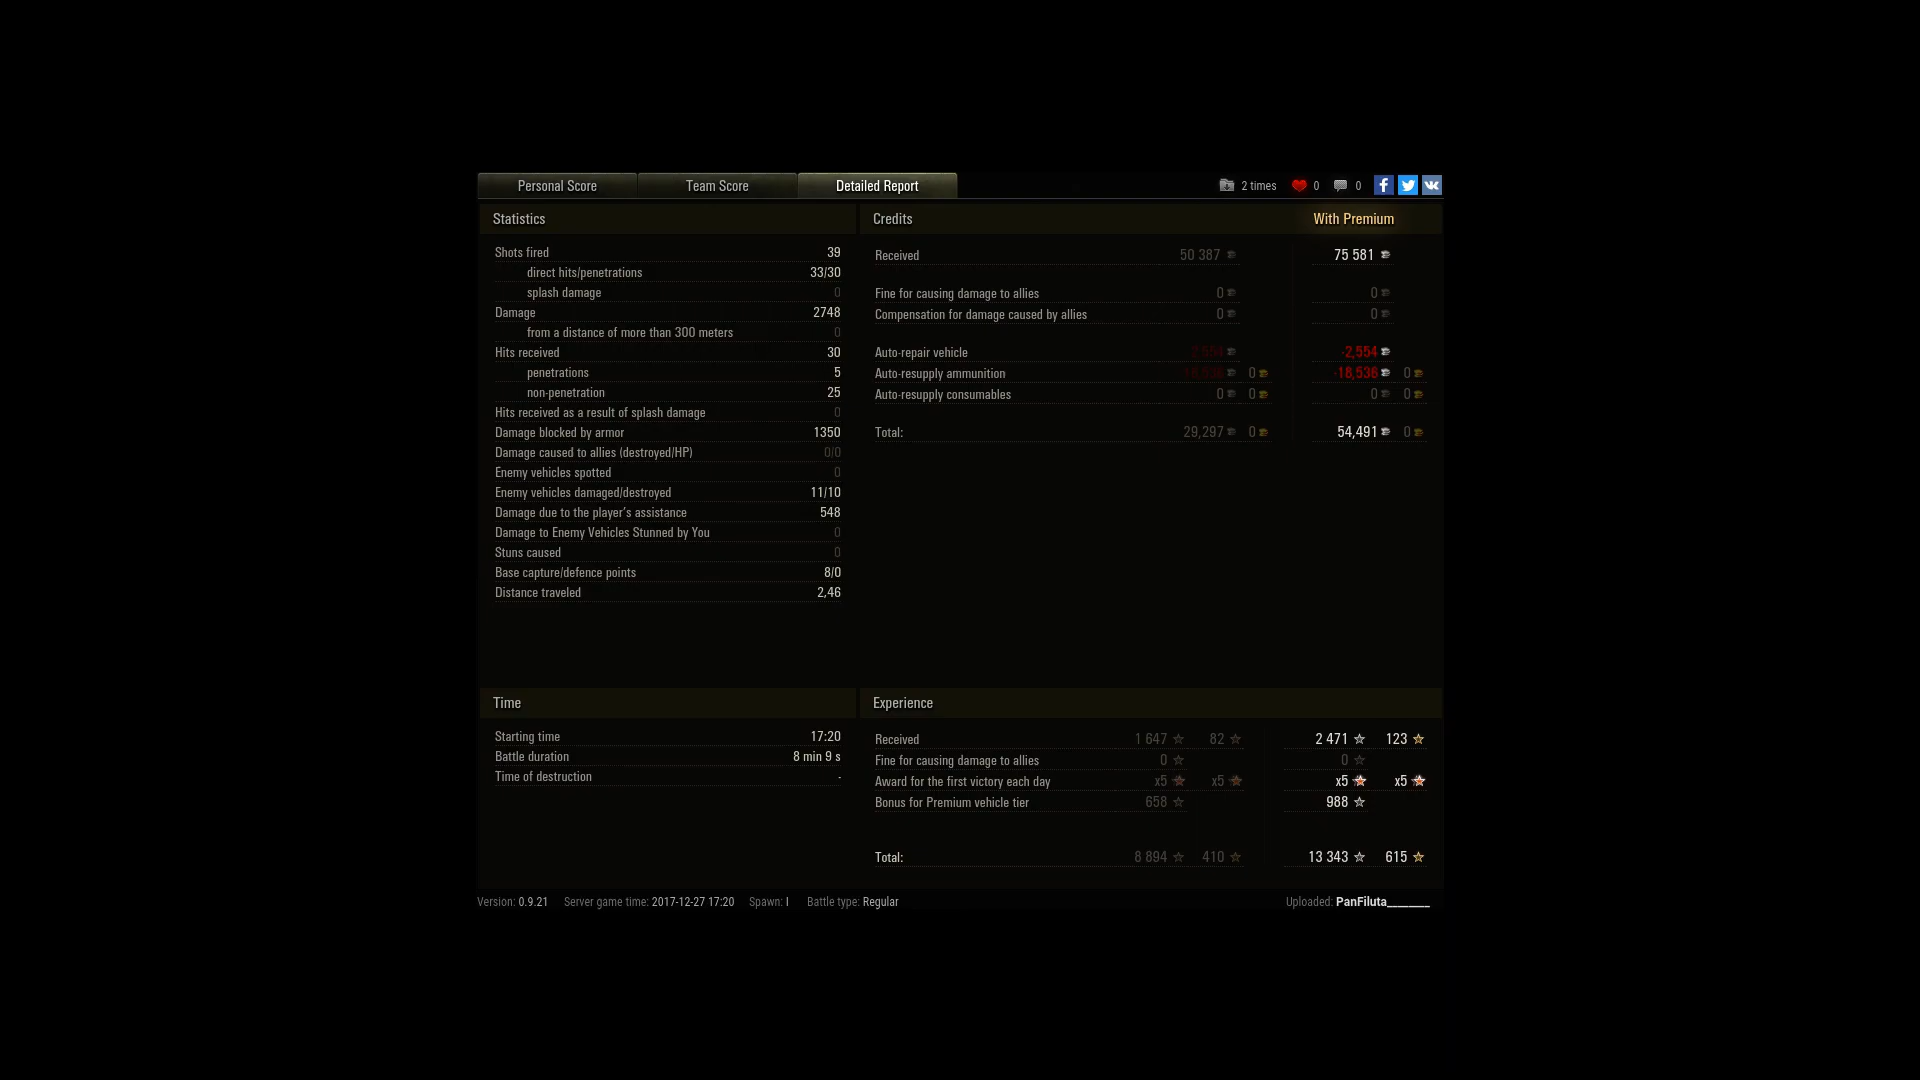 Personal Score Team Score Detailed Report 2 times 0 0
Statistics
Shots fired 39
direct hits/penetrations 33/30
splash damage 0
Damage 2748
from a distance of more than 300 meters 0
Hits received 30
penetrations 5
non-penetration 25
Hits received as a result of splash damage 0
Damage blocked by armor 1350
Damage caused to allies (destroyed/HP) 0/0
Enemy vehicles spotted 0
Enemy vehicles damaged/destroyed 11/10
Damage due to the player's assistance 548
Damage to Enemy Vehicles Stunned by You 0
Stuns caused 0
Base capture/defence points 8/0
Distance traveled 2,46
Credits With Premium
Received 50 387 75 581
Fine for causing damage to allies 0 0
Compensation for damage caused by allies 0 0
Auto-repair vehicle -2,554
Auto-resupply ammunition 0 -18,536 0
Auto-resupply consumables 0 0 0 0
Total: 29,297 0 54,491 0
Time
Starting time 17:20
Battle duration 8 min 9 s
Time of destruction -
Experience
Received 1 647 82 2 471 123
Fine for causing damage to allies 0 0
Award for the first victory each day x5 x5 x5 x5
Bonus for Premium vehicle tier 658 988
Total: 8 894 410 13 343 615
Version: 0.9.21 Server game time: 2017-12-27 17:20 Spawn: I Battle type: Regular Uploaded: PanFiluta________